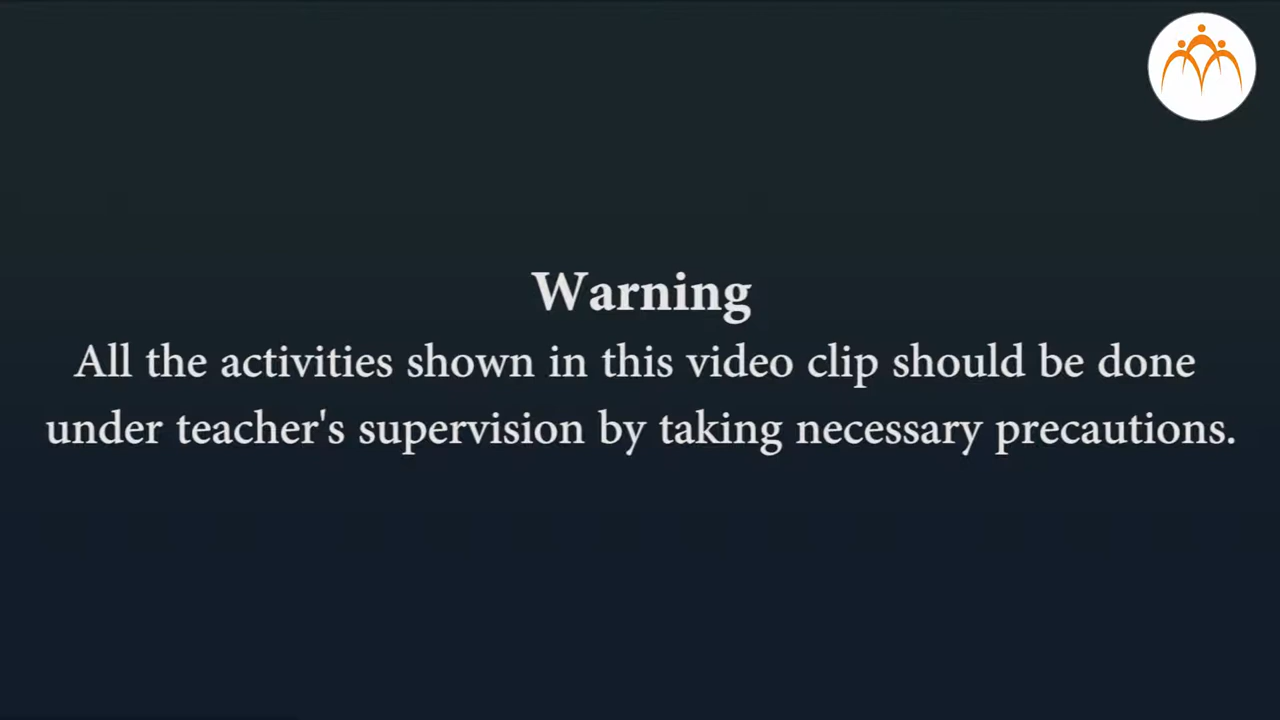 Warning
All the activities shown in this video clip should be done
under teacher's supervision by taking necessary precautions.